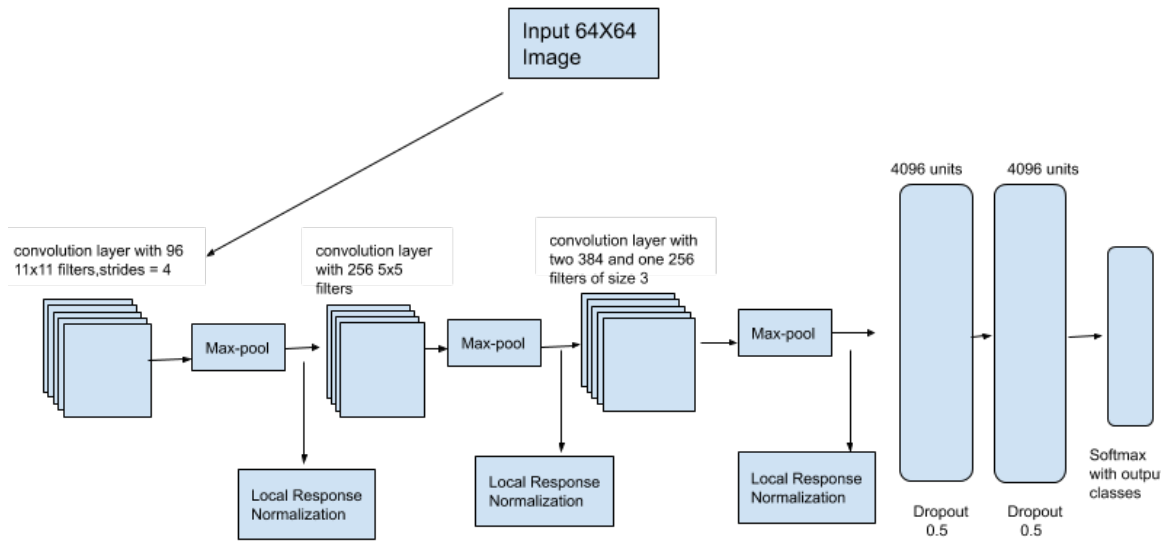 Input 64X64
Image
convolution layer with 96
11x11 filters,strides = 4
convolution layer
with 256 5x5
filters
convolution layer with
two 384 and one 256
filters of size 3
4096 units
4096 units
Max-pool
Max-pool
Max-pool
Local Response
Normalization
Local Response
Normalization
Local Response
Normalization
Softmax
with output
classes
Dropout
0.5
Dropout
0.5